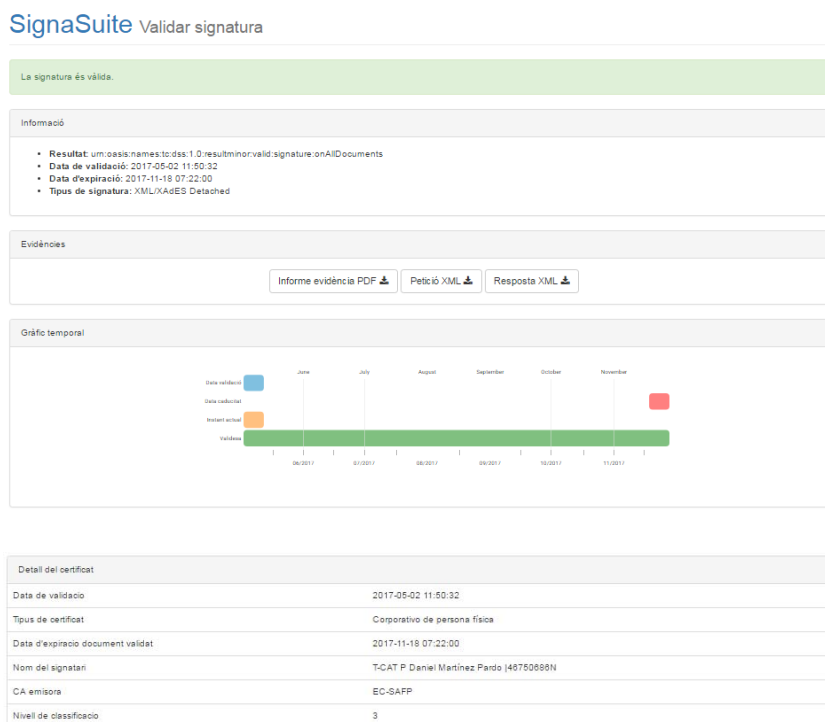 SignaSuite Validar signatura
La signatura és vàlida.
Informació
• Resultat: urn:oasis:names:tc:dss:1.0:resultminor:valid:signature:onAllDocuments
• Data de validació: 2017-05-02 11:50:32
• Data d'expiració: 2017-11-18 07:22:00
• Tipus de signatura: XML/XAdES Detached
Evidències
Informe evidència PDF Petició XML Resposta XML
Gràfic temporal
June July August September October November
Data validació
Data caducitat
Instant actual
Validesa
06/2017 07/2017 08/2017 09/2017 10/2017 11/2017
Detall del certificat
Data de validacio 2017-05-02 11:50:32
Tipus de certificat Corporativo de persona física
Data d'expiracio document validat 2017-11-18 07:22:00
Nom del signatari T-CAT P Daniel Martínez Pardo |46750686N
CA emisora EC-SAFP
Nivell de classificacio 3